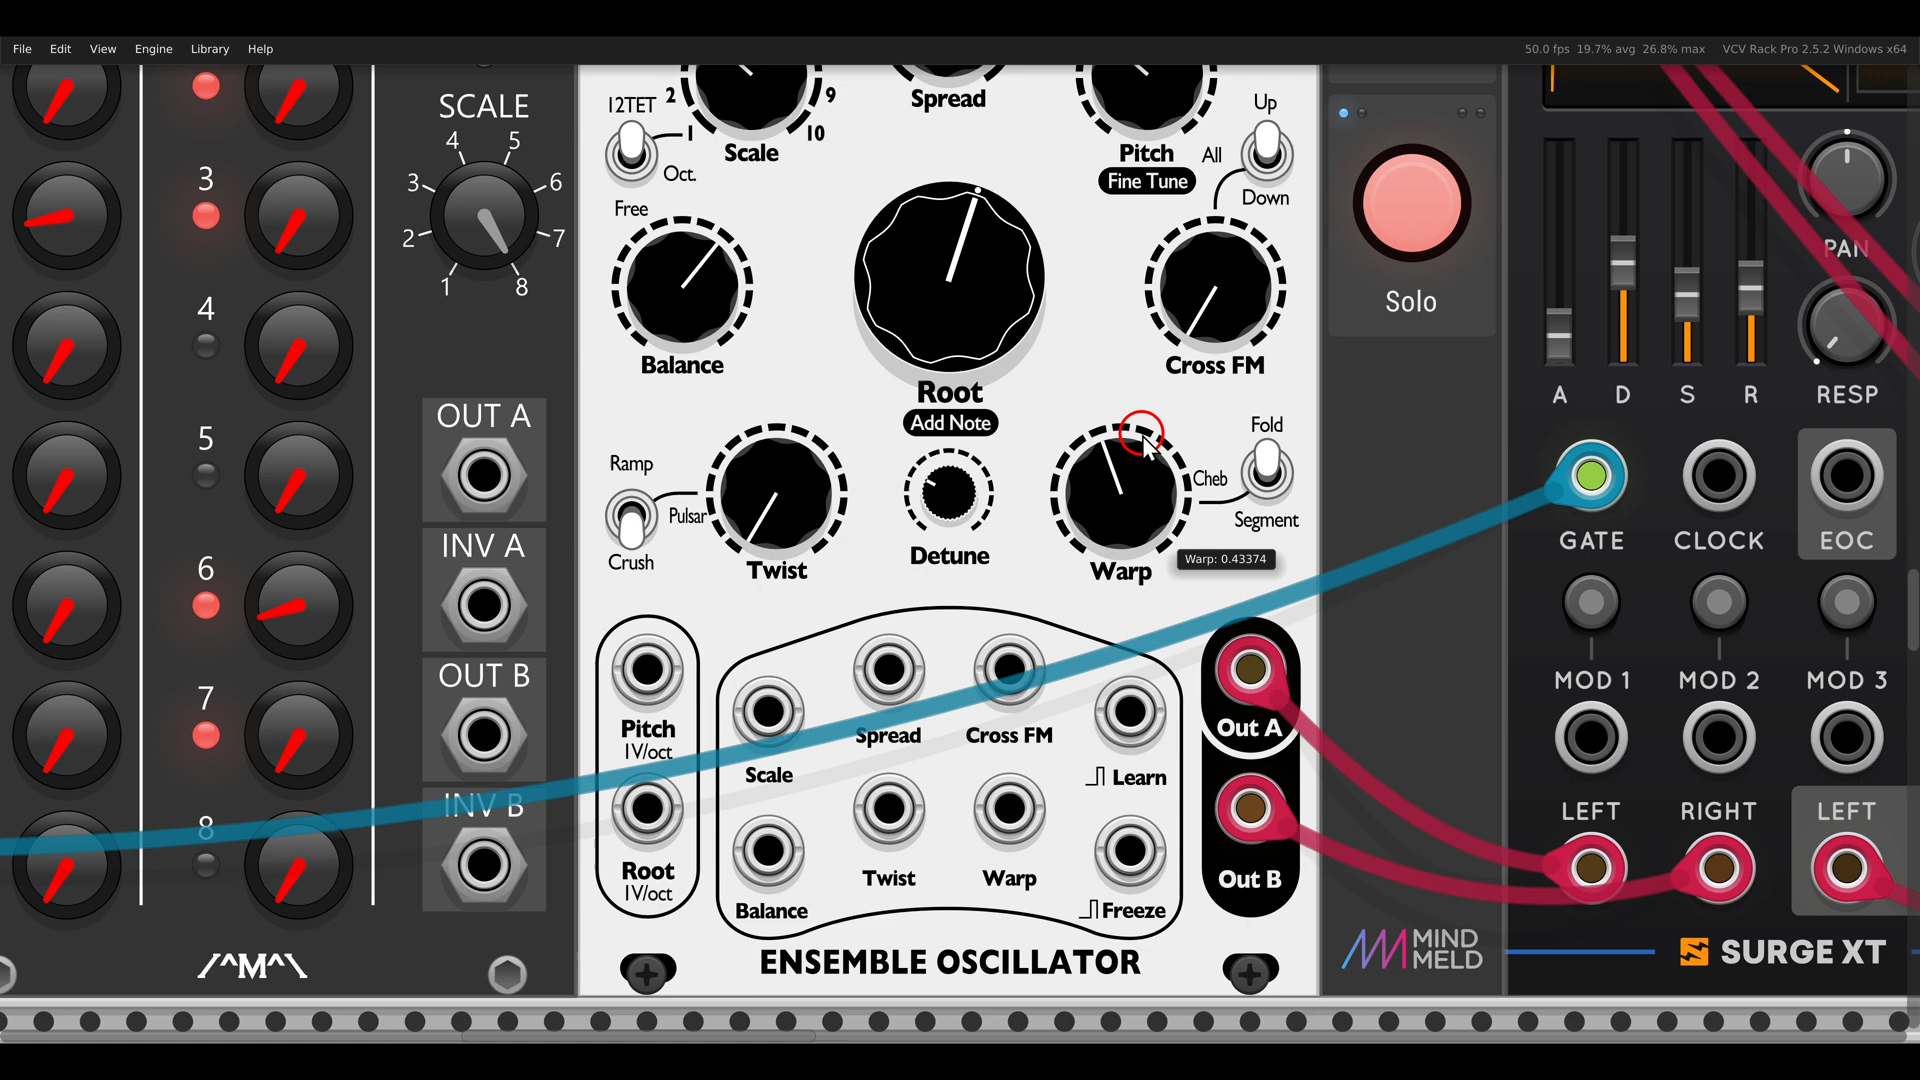 File Edit View Engine Library Help
50.0 fps 19.7% avg 26.8% max VCV Rack Pro 2.5.2 Windows x64
3
4
5
6
7
8
SCALE
4 5
3 6
2 7
1 8
OUT A
INV A
OUT B
INV B
12TET
Oct.
Free
2 9
1 10
Scale
Spread
Pitch
Fine Tune
Up
All
Down
Balance
Root
Add Note
Cross FM
Ramp
Pulsar
Crush
Twist
Detune
Warp
Fold
Cheb
Segment
Warp: 0.43374
Pitch
1V/oct
Root
1V/oct
Scale
Spread
Cross FM
Learn
Balance
Twist
Warp
Freeze
Out A
Out B
ENSEMBLE OSCILLATOR
Solo
MIND
MELD
PAN
A D S R RESP
GATE CLOCK EOC
MOD 1 MOD 2 MOD 3
LEFT RIGHT LEFT
SURGE XT